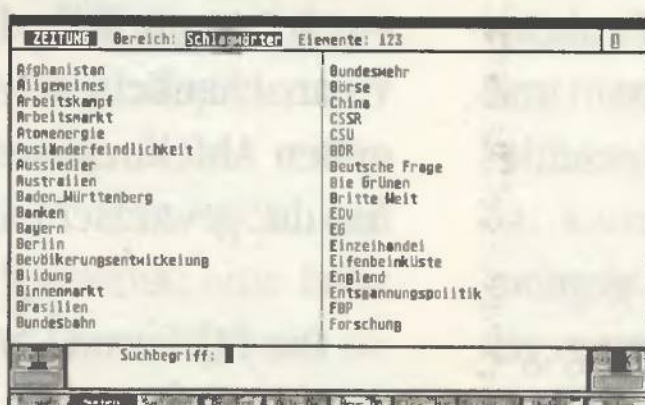 ZEITUNG Bereich: Schlagwörter Elemente: 123
Afghanistan
Allgemeines
Arbeitskampf
Arbeitsmarkt
Atomenergie
Ausländerfeindlichkeit
Aussiedler
Australien
Baden_Württenberg
Banken
Bayern
Berlin
Bevölkerungsentwickelung
Bildung
Binnenmarkt
Brasilien
Bundesbahn
Bundeswehr
Börse
China
CSSR
CSU
DDR
Deutsche Frage
Die Grünen
Dritte Welt
EDV
EG
Einzelhandel
Elfenbeinküste
England
Entspannungspolitik
FDP
Forschung
Suchbegriff: